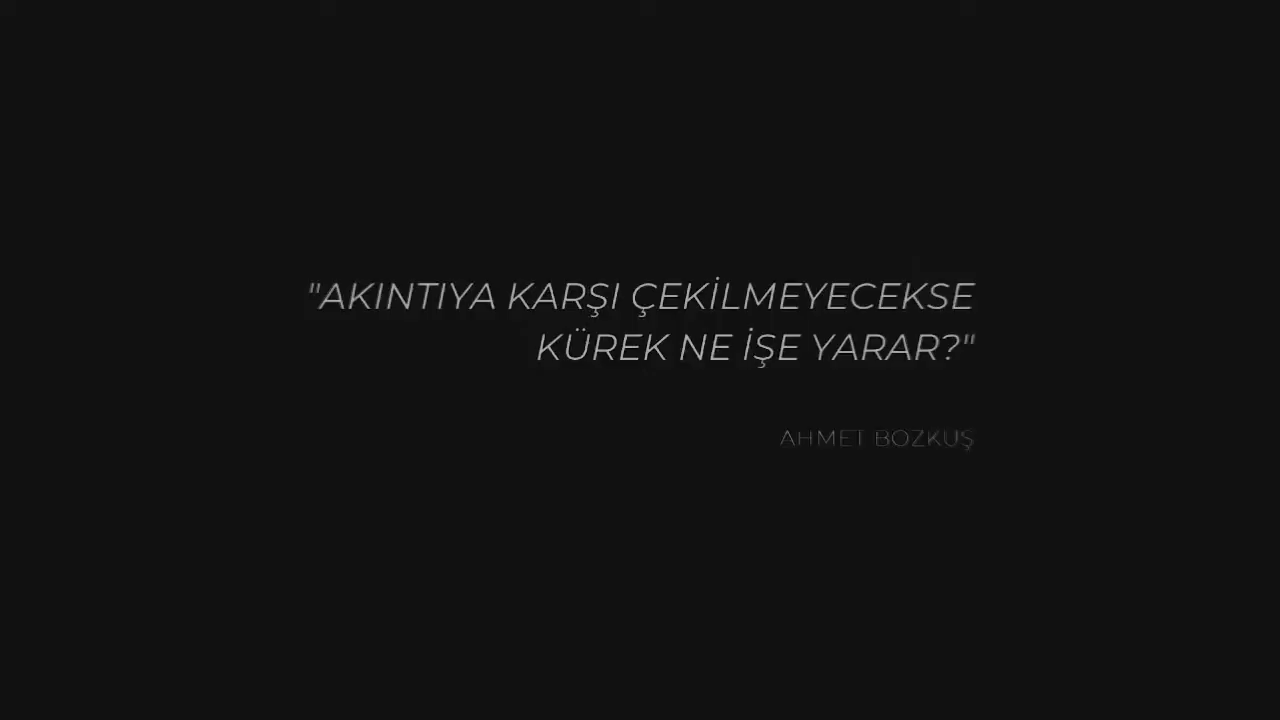 "AKINTIYA KARŞI ÇEKİLMEYECEKSE
KÜREK NE İŞE YARAR?"
AHMET BOZKUŞ